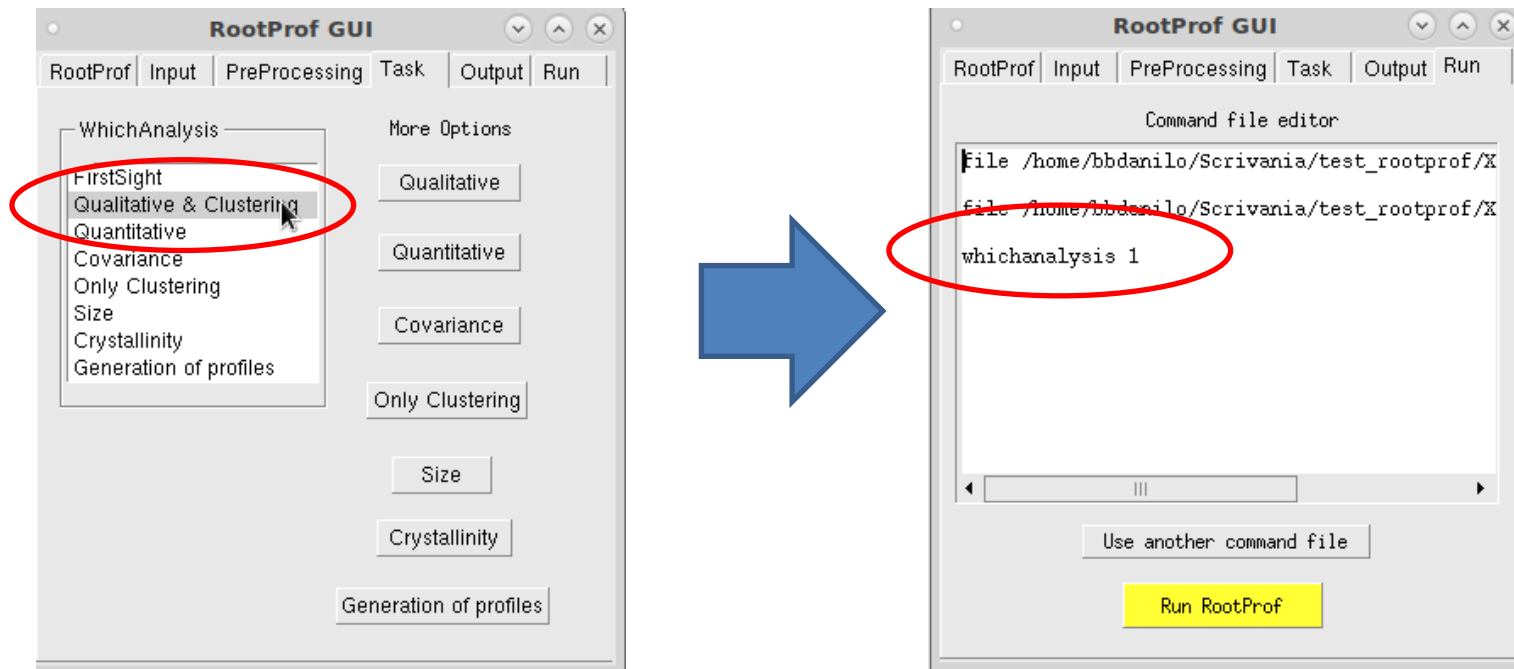 RootProf GUI
RootProf Input PreProcessing Task Output Run
WhichAnalysis
FirstSight
Qualitative & Clustering
Quantitative
Covariance
Only Clustering
Size
Crystallinity
Generation of profiles
More Options
Qualitative
Quantitative
Covariance
Only Clustering
Size
Crystallinity
Generation of profiles
RootProf GUI
RootProf Input PreProcessing Task Output Run
Command file editor
file /home/bbdanilo/Scrivania/test_rootprof/X
file /home/bbdanilo/Scrivania/test_rootprof/X
whichanalysis 1
Use another command file
Run RootProf